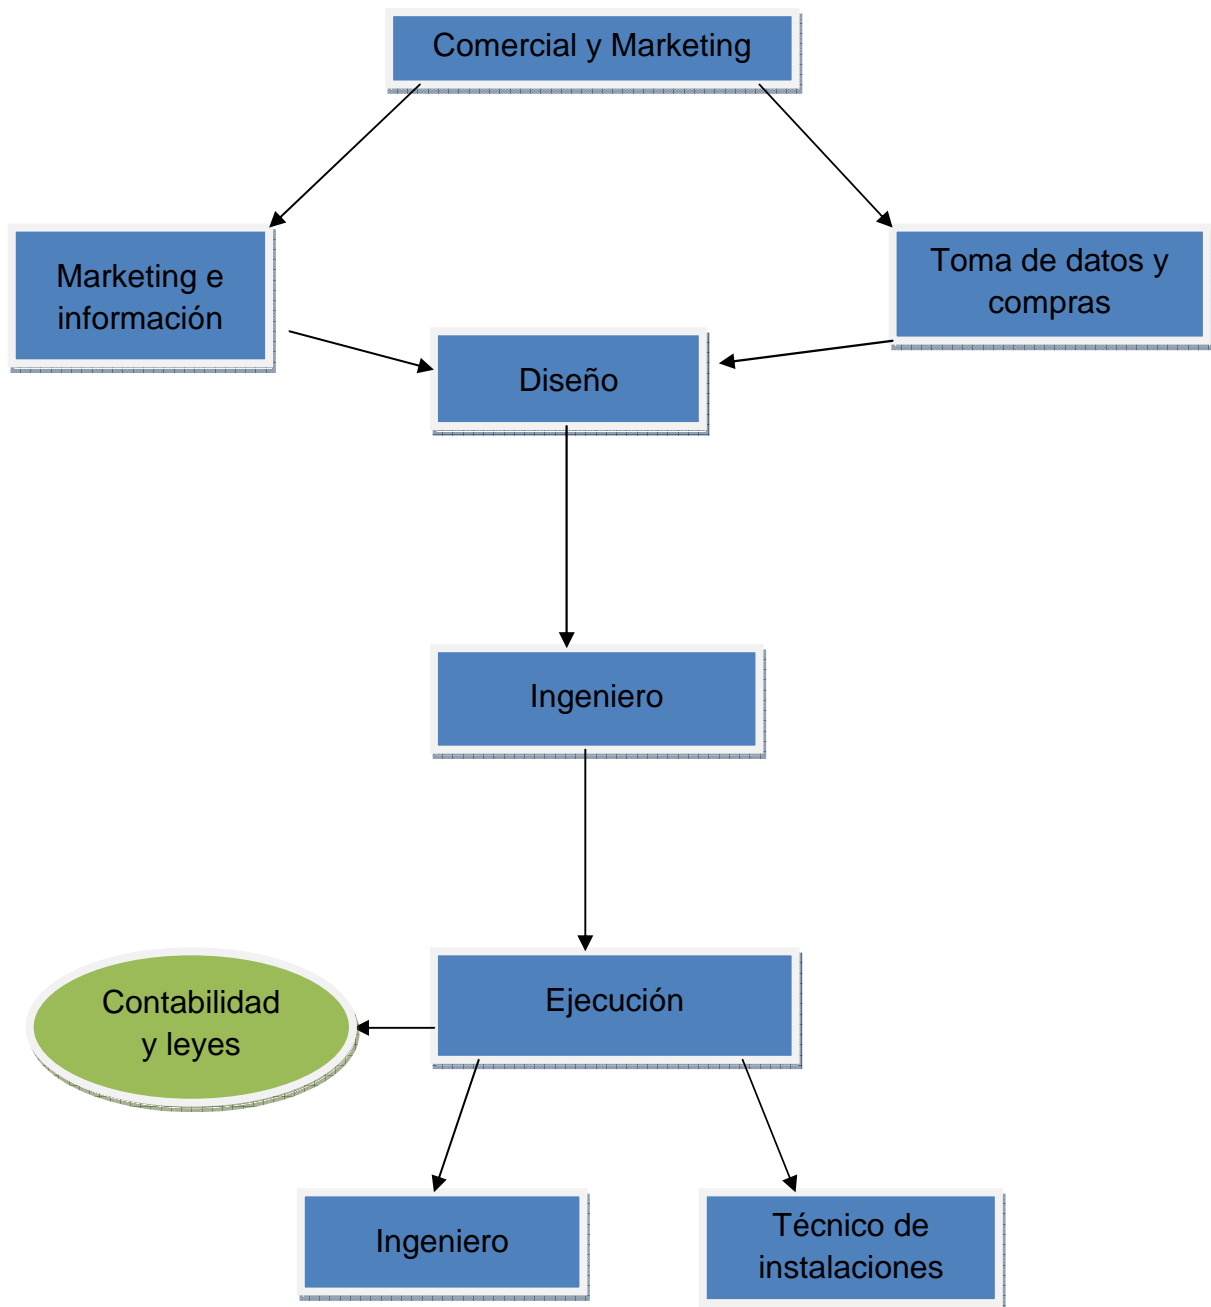 Comercial y Marketing
Marketing e
información
Toma de datos y
compras
Diseño
Ingeniero
Contabilidad
y leyes
Ejecución
Ingeniero
Técnico de
instalaciones